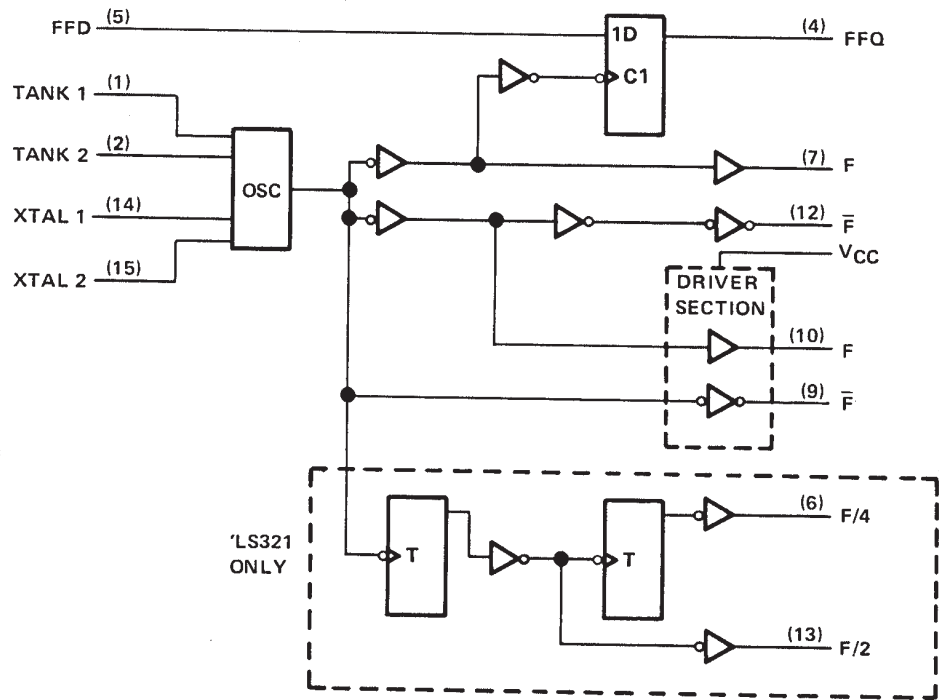 FFD (5)
1D
(4) FFQ
C1
TANK 1 (1)
TANK 2 (2)
OSC
XTAL 1 (14)
XTAL 2 (15)
(7) F
(12) F̅
VCC
DRIVER
SECTION
(10) F
(9) F̅
'LS321
ONLY
T
T
(6) F/4
(13) F/2